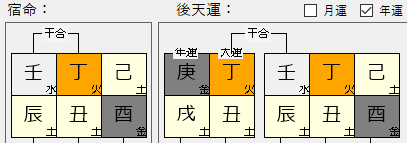 宿命：
後天運：
月運
年運
干合
干合
年運
大運
壬水
丁火
己土
庚金
丁火
壬水
丁火
己土
辰土
丑土
酉金
戌土
丑土
辰土
丑土
酉金